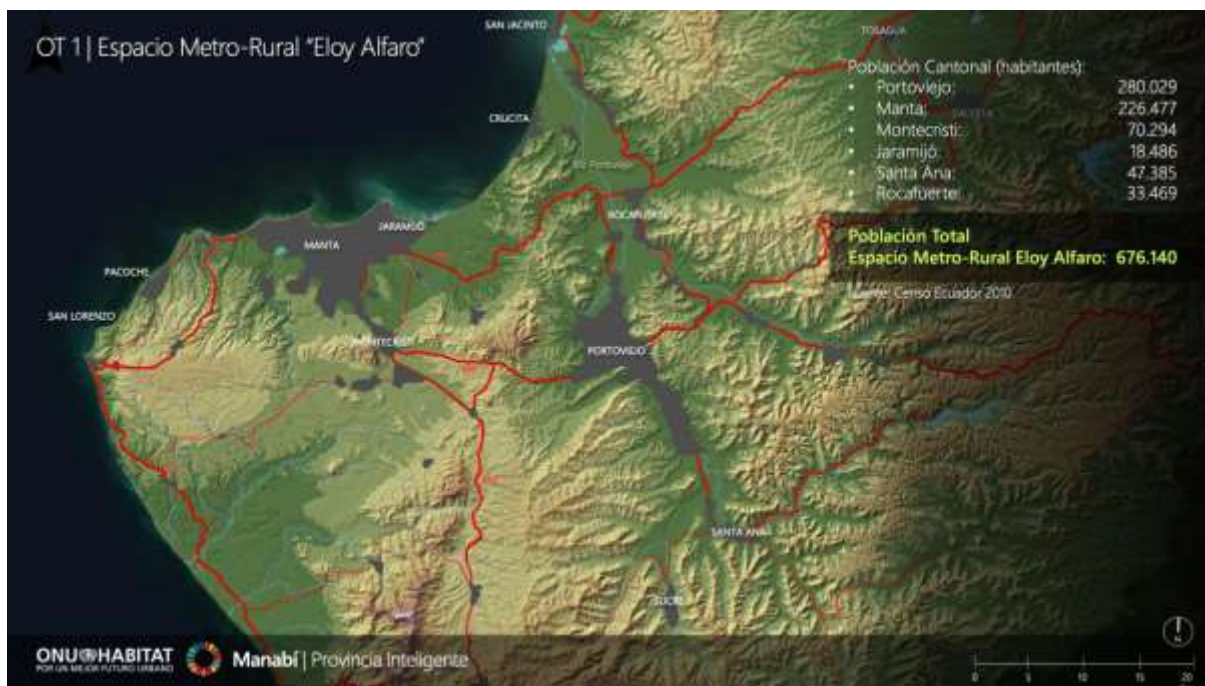 OT 1 | Espacio Metro-Rural "Eloy Alfaro"
SAN JACINTO
TOSAGUA
Población Cantonal (habitantes):
• Portoviejo: 280.029
• Manta: 226.477
• Montecristi: 70.294
• Jaramijó: 18.486
• Santa Ana: 47.385
• Rocafuerte: 33.469
Población Total
Espacio Metro-Rural Eloy Alfaro: 676.140
Fuente: Censo Ecuador 2010
CRUCITA
JARAMIJÓ
MANTA
PACOCHE
SAN LORENZO
MONTECRISTI
PORTOVIEJO
SANTA ANA
SUCRE
ONU HABITAT
POR UN MEJOR FUTURO URBANO
Manabí | Provincia Inteligente
N
0 5 10 15 20